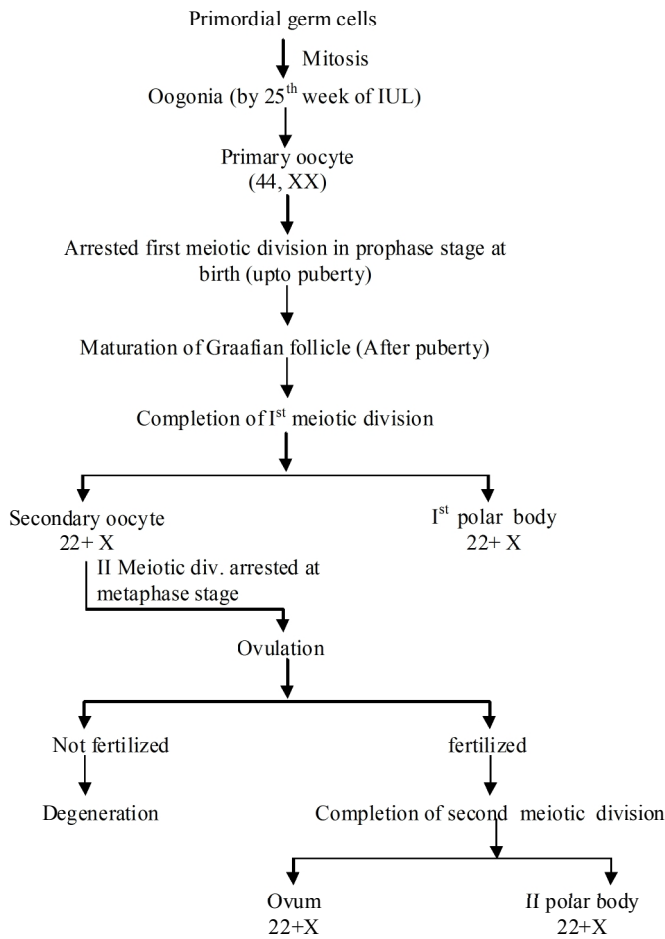 Primordial germ cells
Mitosis
Oogonia (by 25th week of IUL)
Primary oocyte
(44, XX)
Arrested first meiotic division in prophase stage at
birth (upto puberty)
Maturation of Graafian follicle (After puberty)
Completion of Ist meiotic division
Secondary oocyte
22+ X
Ist polar body
22+ X
II Meiotic div. arrested at
metaphase stage
Ovulation
Not fertilized
fertilized
Degeneration
Completion of second meiotic division
Ovum
22+X
II polar body
22+X